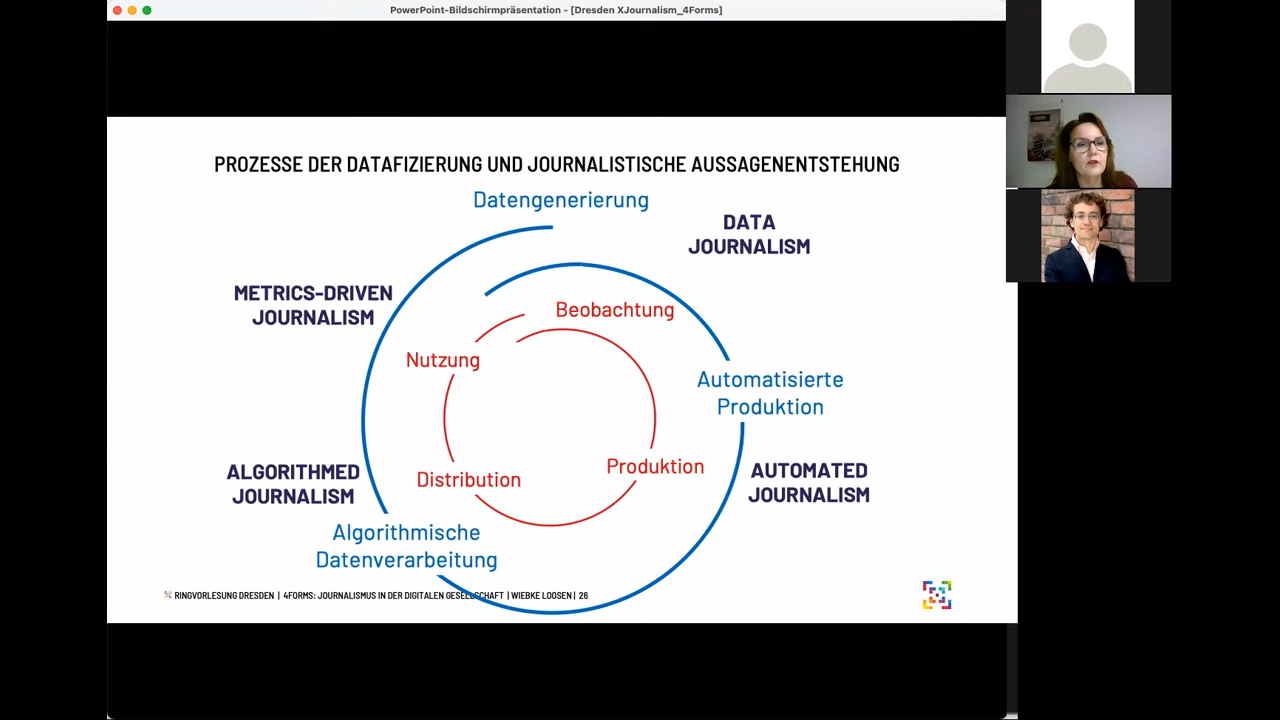 PowerPoint-Bildschirmpräsentation - [Dresden XJournalism_4Forms]
PROZESSE DER DATAFIZIERUNG UND JOURNALISTISCHE AUSSAGENENTSTEHUNG
Datengenerierung
DATA
JOURNALISM
METRICS-DRIVEN
JOURNALISM
Beobachtung
Nutzung
Automatisierte
Produktion
Produktion
Distribution
ALGORITHMED
JOURNALISM
AUTOMATED
JOURNALISM
Algorithmische
Datenverarbeitung
RINGVORLESUNG DRESDEN | 4FORMS: JOURNALISMUS IN DER DIGITALEN GESELLSCHAFT | WIEBKE LOOSEN | 26